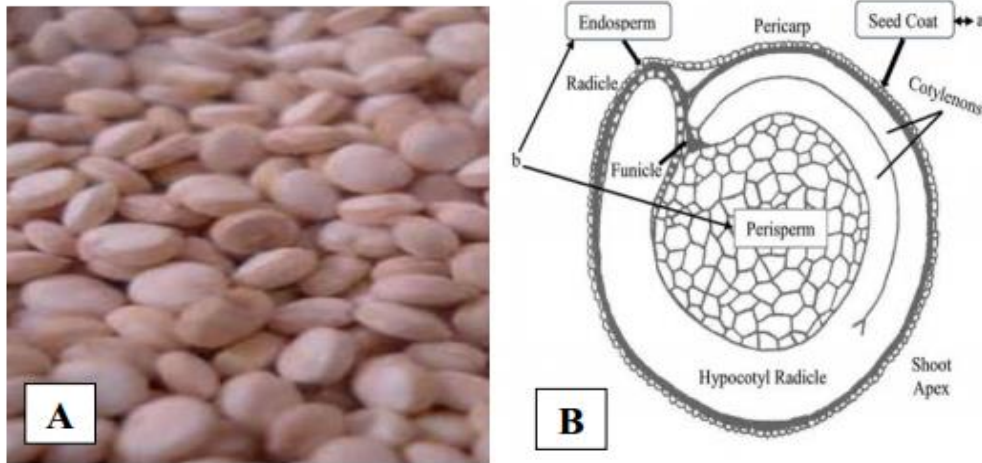 Endosperm
Pericarp
Seed Coat
a
Radicle
Cotylenons
b
Funicle
Perisperm
Hypocotyl Radicle
Shoot
Apex
A
B